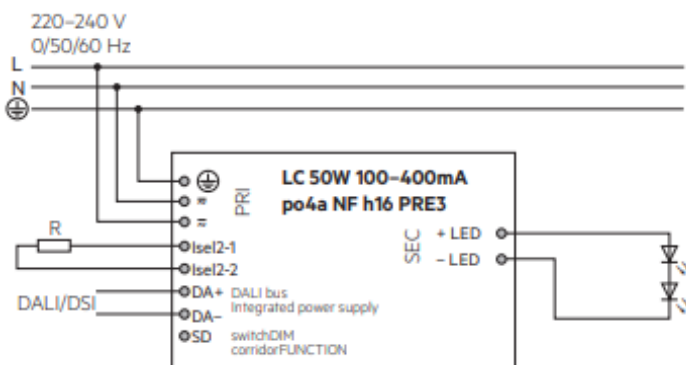 220–240 V
0/50/60 Hz
L
N
LC 50W 100–400mA
po4a NF h16 PRE3
PRI
≂
≂
R
Isel2-1
Isel2-2
SEC
+ LED
– LED
DALI/DSI
DA+ DALI bus
Integrated power supply
DA–
SD switchDIM
corridorFUNCTION